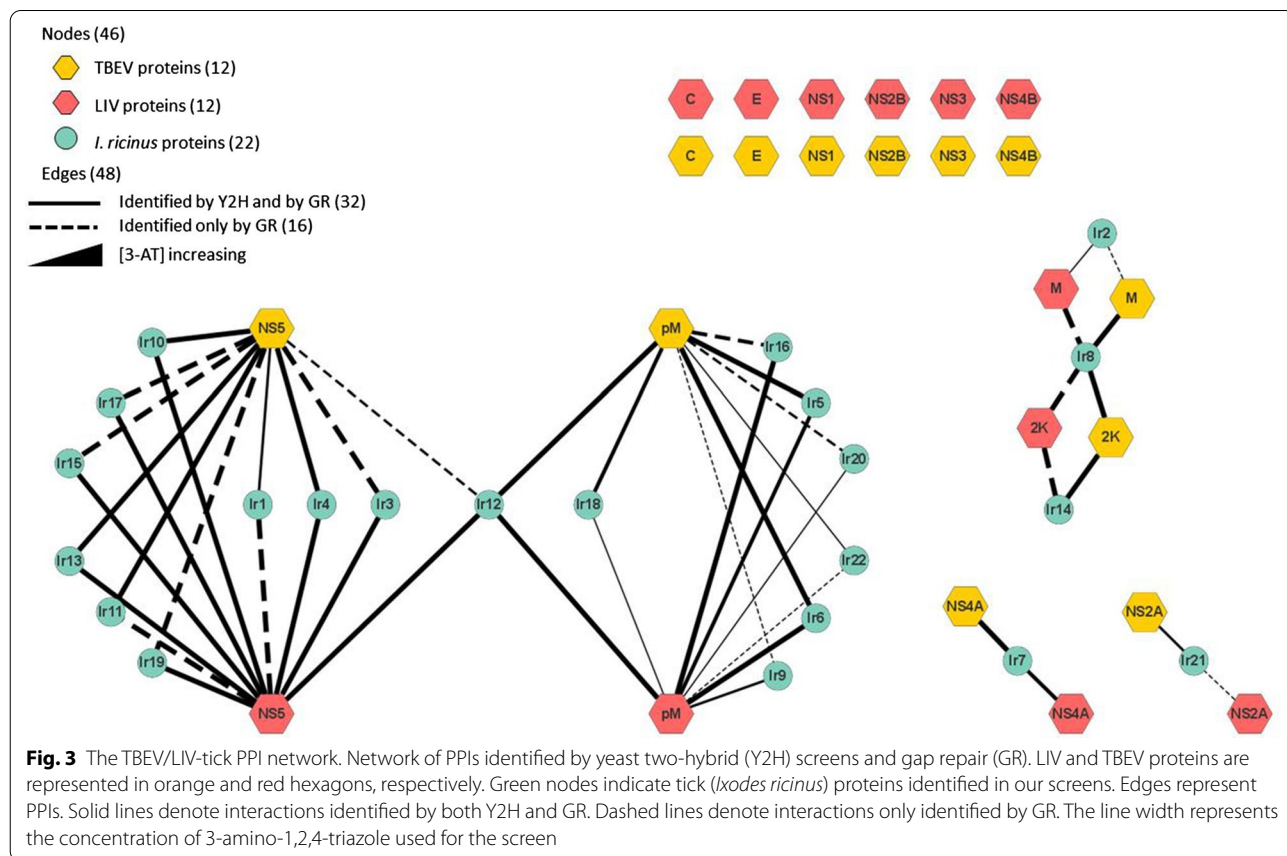 Nodes (46)
TBEV proteins (12)
LIV proteins (12)
I. ricinus proteins (22)
Edges (48)
Identified by Y2H and by GR (32)
Identified only by GR (16)
[3-AT] increasing
C E NS1 NS2B NS3 NS4B
C E NS1 NS2B NS3 NS4B
NS5
Ir10
Ir17
Ir15
Ir1 Ir4 Ir3 Ir12
Ir13
Ir11
Ir19
NS5
pM
Ir16
Ir5
Ir20
Ir18
Ir22
Ir6
Ir9
pM
Ir2
M M
Ir8
2K 2K
Ir14
NS4A
Ir7
NS4A
NS2A
Ir21
NS2A
Fig. 3 The TBEV/LIV-tick PPI network. Network of PPIs identified by yeast two-hybrid (Y2H) screens and gap repair (GR). LIV and TBEV proteins are
represented in orange and red hexagons, respectively. Green nodes indicate tick (Ixodes ricinus) proteins identified in our screens. Edges represent
PPIs. Solid lines denote interactions identified by both Y2H and GR. Dashed lines denote interactions only identified by GR. The line width represents
the concentration of 3-amino-1,2,4-triazole used for the screen